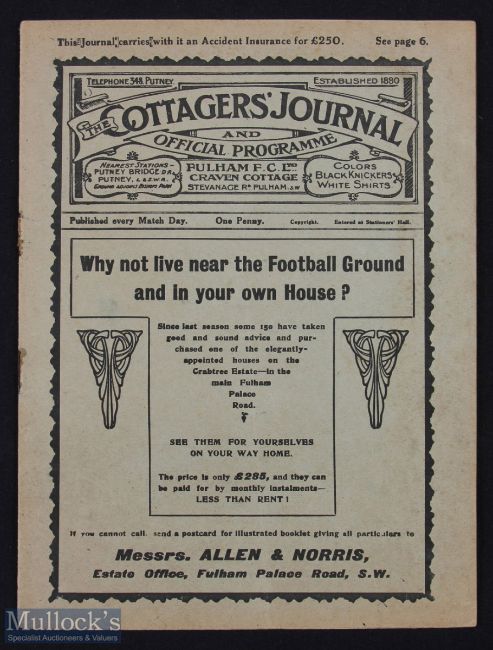 This Journal carries with it an Accident Insurance for £250. See page 6.
TELEPHONE 348. PUTNEY ESTABLISHED 1880
THE COTTAGERS' JOURNAL
AND
OFFICIAL PROGRAMME
NEAREST STATIONS-
PUTNEY BRIDGE D.R.
PUTNEY, L. & S.W.R.
GROUND ADJOINS BISHOPS PARK
FULHAM F.C. LTD
CRAVEN COTTAGE
STEVANAGE RD FULHAM. S.W
COLORS
BLACK KNICKERS
WHITE SHIRTS
Published every Match Day. One Penny. Copyright. Entered at Stationers' Hall.
Why not live near the Football Ground
and in your own House ?
Since last season some 150 have taken
good and sound advice and pur-
chased one of the elegantly-
appointed houses on the
Crabtree Estate—in the
main Fulham
Palace
Road.
SEE THEM FOR YOURSELVES
ON YOUR WAY HOME.
The price is only £285, and they can
be paid for by monthly instalments—
LESS THAN RENT !
If you cannot call, send a postcard for illustrated booklet giving all particulars to
Messrs. ALLEN & NORRIS,
Estate Office, Fulham Palace Road, S.W.
Mullock's
Specialist Auctioneers & Valuers